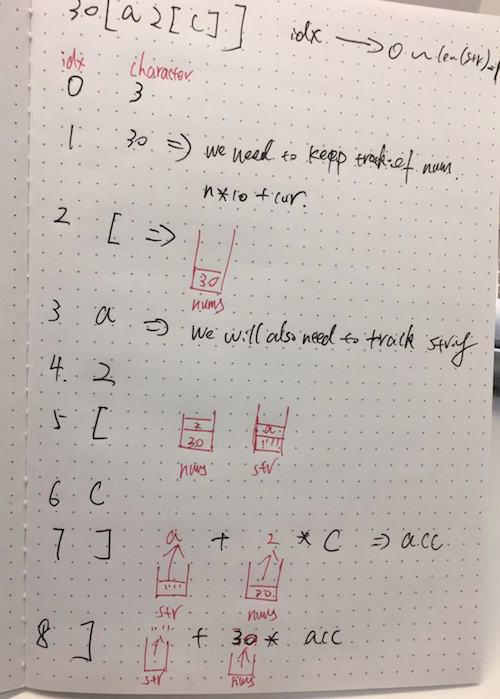 30[a2[c]] idx → 0 ~ len(str)-1
idx character
0 3
1 30 => we need to kepp track of num.
n*10 + cur.
2 [ =>
30
nums
3 a => we will also need to track string
4. 2
5 [
2 a
30 ""
nums str
6 C
7 ] a + 2 * C => acc
"" 30
str nums
8 ] "" + 30 * acc
str nums